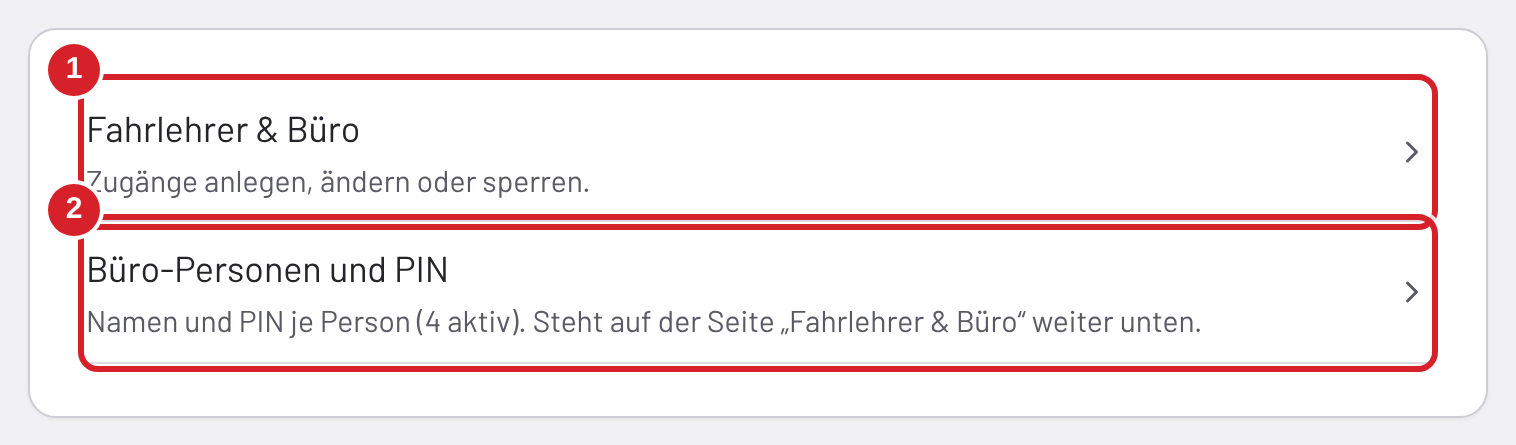 1
Fahrlehrer & Büro
Zugänge anlegen, ändern oder sperren.
2
Büro-Personen und PIN
Namen und PIN je Person (4 aktiv). Steht auf der Seite „Fahrlehrer & Büro“ weiter unten.